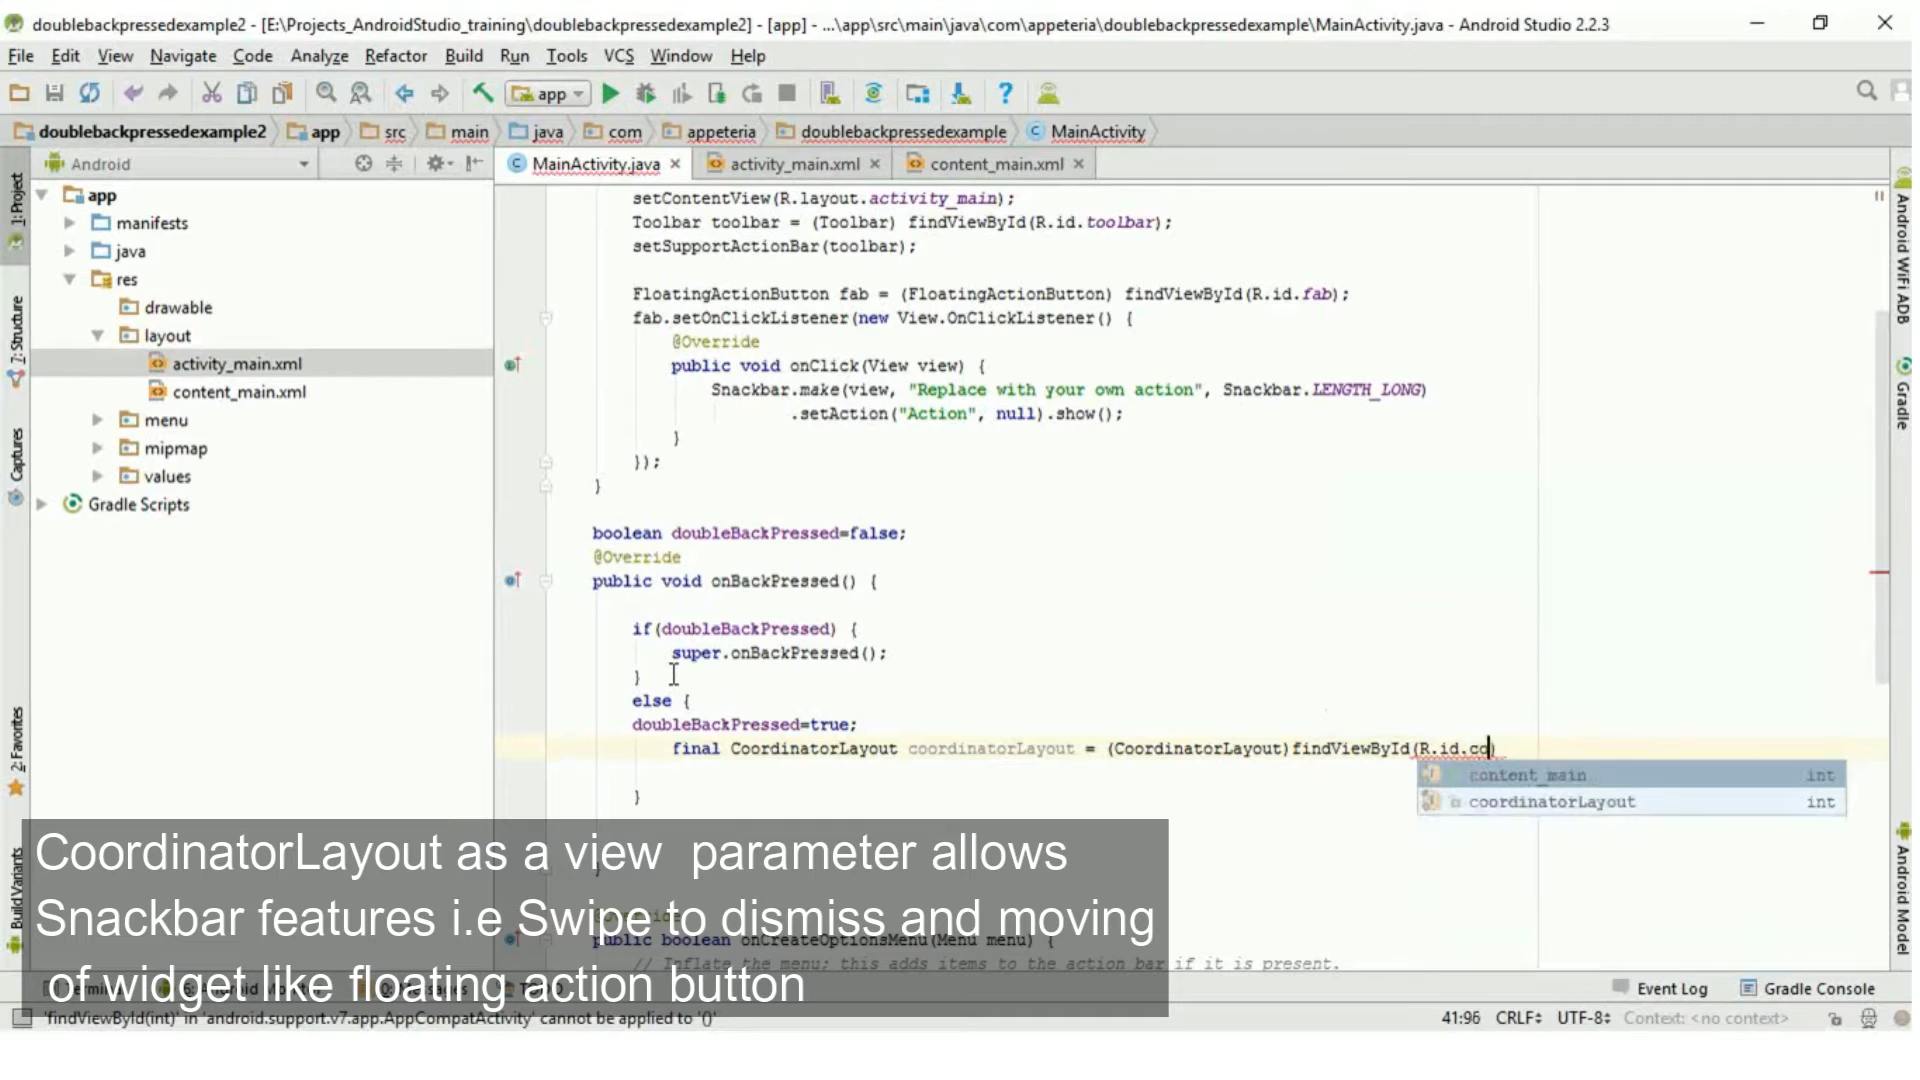 doublebackpressedexample2 - [E:\Projects_AndroidStudio_training\doublebackpressedexample2] - [app] - ...\app\src\main\java\com\appeteria\doublebackpressedexample\MainActivity.java - Android Studio 2.2.3
File Edit View Navigate Code Analyze Refactor Build Run Tools VCS Window Help
app
doublebackpressedexample2 app src main java com appeteria doublebackpressedexample MainActivity
Android
MainActivity.java activity_main.xml content_main.xml
1: Project
7: Structure
Captures
2: Favorites
Build Variants
app
manifests
java
res
drawable
layout
activity_main.xml
content_main.xml
menu
mipmap
values
Gradle Scripts
setContentView(R.layout.activity_main);
Toolbar toolbar = (Toolbar) findViewById(R.id.toolbar);
setSupportActionBar(toolbar);
FloatingActionButton fab = (FloatingActionButton) findViewById(R.id.fab);
fab.setOnClickListener(new View.OnClickListener() {
@Override
public void onClick(View view) {
Snackbar.make(view, "Replace with your own action", Snackbar.LENGTH_LONG)
.setAction("Action", null).show();
}
});
}
boolean doubleBackPressed=false;
@Override
public void onBackPressed() {
if(doubleBackPressed) {
super.onBackPressed();
}
else {
doubleBackPressed=true;
final CoordinatorLayout coordinatorLayout = (CoordinatorLayout)findViewById(R.id.co)
content_main int
coordinatorLayout int
}
}
@Override
public boolean onCreateOptionsMenu(Menu menu) {
// Inflate the menu; this adds items to the action bar if it is present.
CoordinatorLayout as a view parameter allows
Snackbar features i.e Swipe to dismiss and moving
of widget like floating action button
Android WiFi ADB
Gradle
Android Model
Event Log Gradle Console
'findViewById(int)' in 'android.support.v7.app.AppCompatActivity' cannot be applied to '()'
41:96 CRLF÷ UTF-8÷ Context: <no context>